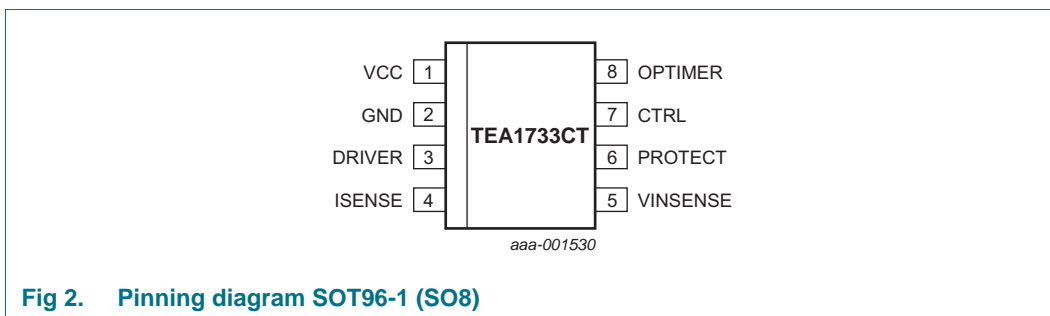 VCC 1 8 OPTIMER
GND 2 7 CTRL
TEA1733CT
DRIVER 3 6 PROTECT
ISENSE 4 5 VINSENSE
aaa-001530
Fig 2. Pinning diagram SOT96-1 (SO8)